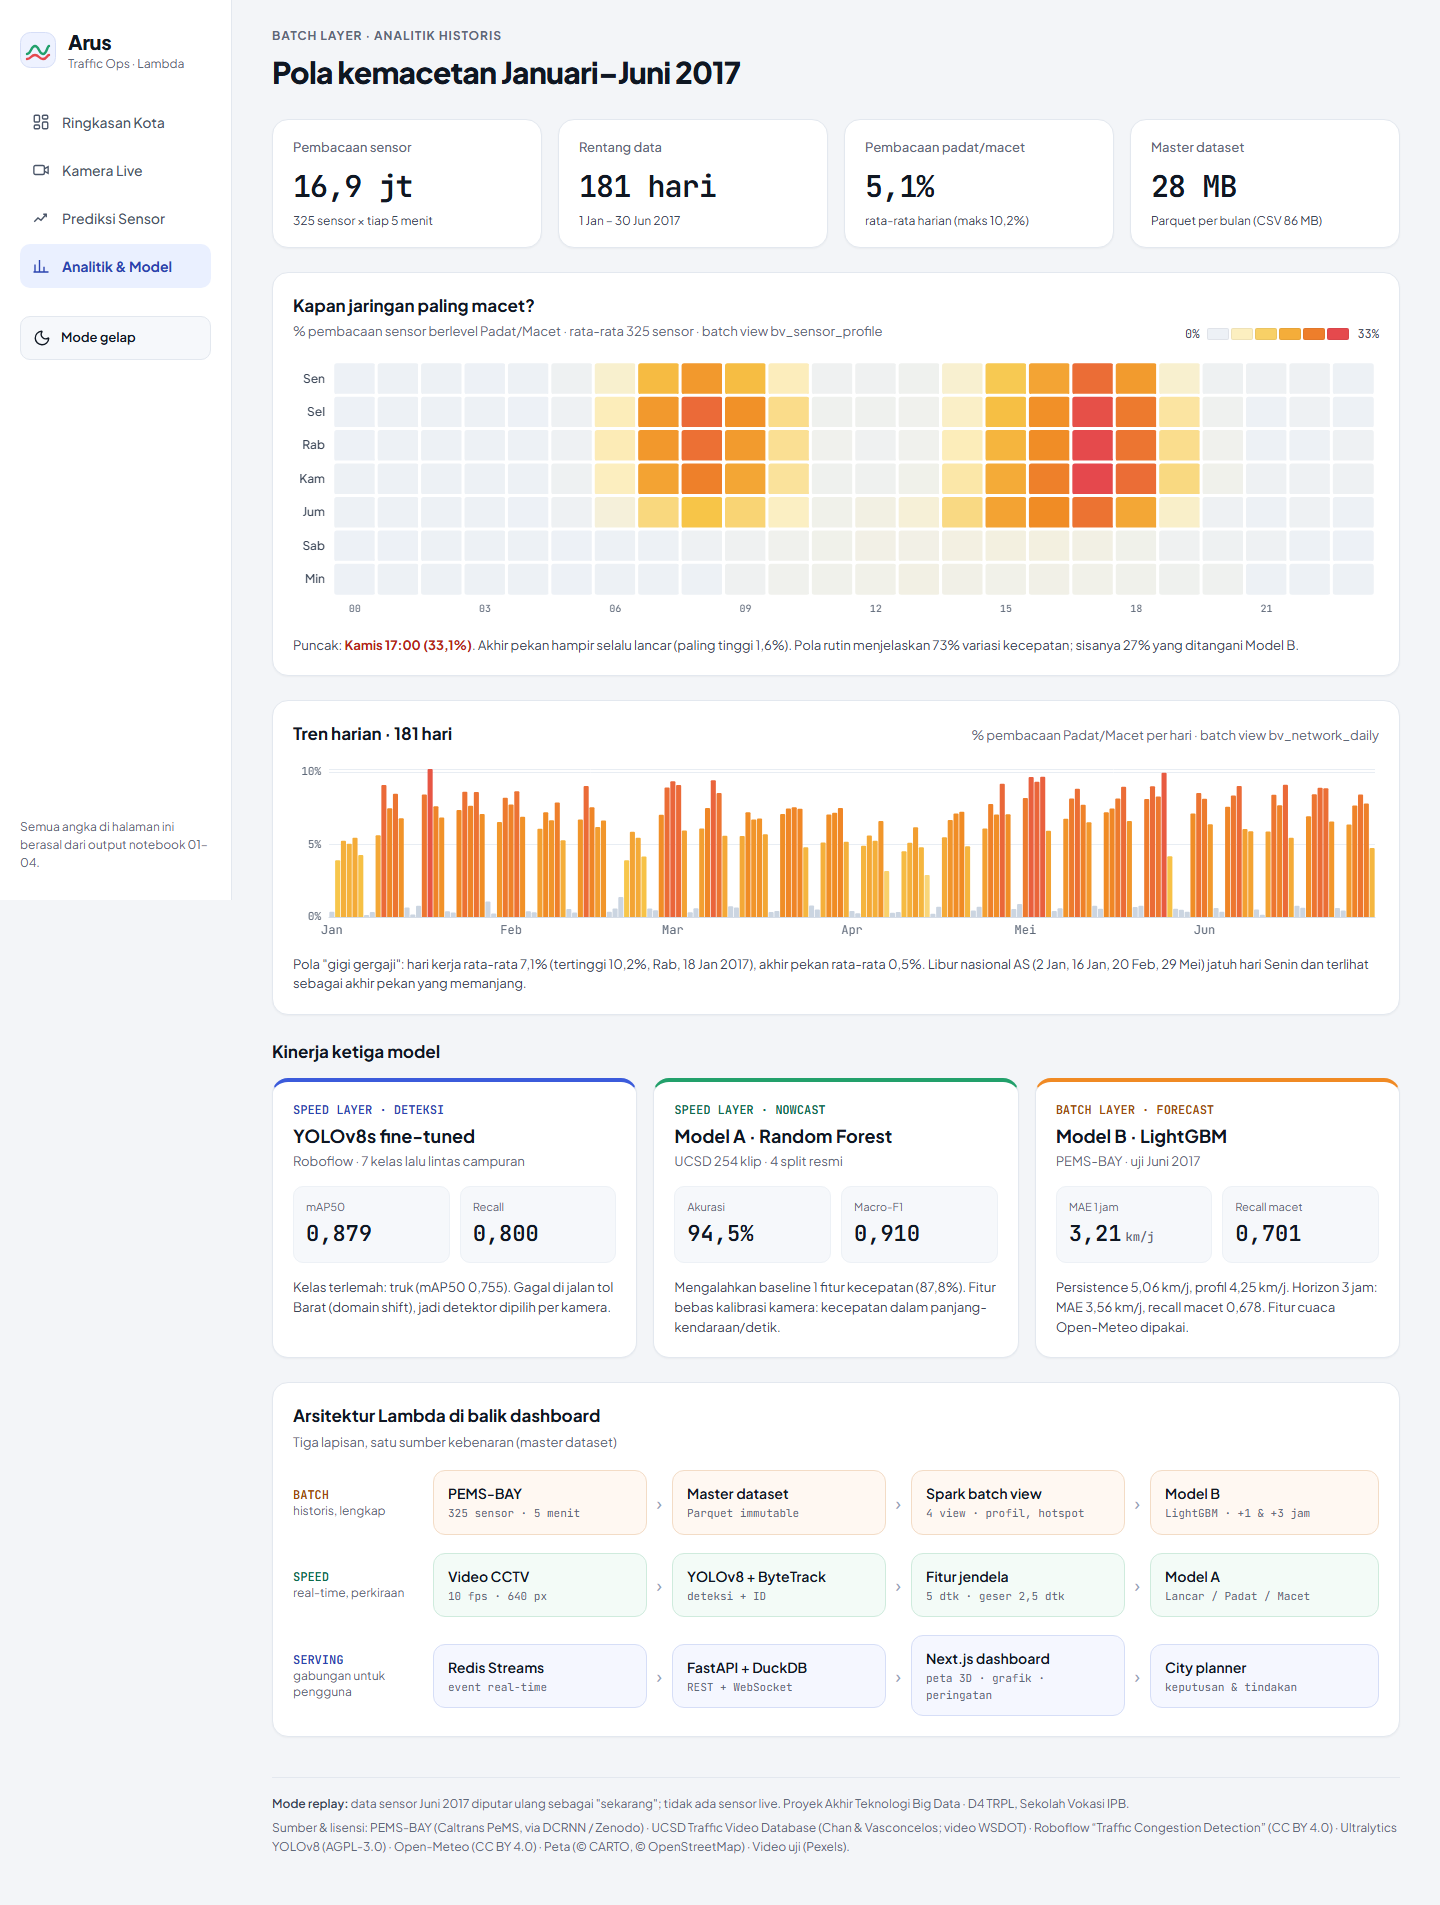 Arus
Traffic Ops · Lambda
Ringkasan Kota
Kamera Live
Prediksi Sensor
Analitik & Model
Mode gelap
Semua angka di halaman ini
berasal dari output notebook 01–
04.
BATCH LAYER · ANALITIK HISTORIS
Pola kemacetan Januari–Juni 2017
Pembacaan sensor
16,9 jt
325 sensor × tiap 5 menit
Rentang data
181 hari
1 Jan – 30 Jun 2017
Pembacaan padat/macet
5,1%
rata-rata harian (maks 10,2%)
Master dataset
28 MB
Parquet per bulan (CSV 86 MB)
Kapan jaringan paling macet?
% pembacaan sensor berlevel Padat/Macet · rata-rata 325 sensor · batch view bv_sensor_profile
0% 33%
Sen
Sel
Rab
Kam
Jum
Sab
Min
00 03 06 09 12 15 18 21
Puncak: Kamis 17:00 (33,1%). Akhir pekan hampir selalu lancar (paling tinggi 1,6%). Pola rutin menjelaskan 73% variasi kecepatan; sisanya 27% yang ditangani Model B.
Tren harian · 181 hari
% pembacaan Padat/Macet per hari · batch view bv_network_daily
10%
5%
0%
Jan Feb Mar Apr Mei Jun
Pola "gigi gergaji": hari kerja rata-rata 7,1% (tertinggi 10,2%, Rab, 18 Jan 2017), akhir pekan rata-rata 0,5%. Libur nasional AS (2 Jan, 16 Jan, 20 Feb, 29 Mei) jatuh hari Senin dan terlihat
sebagai akhir pekan yang memanjang.
Kinerja ketiga model
SPEED LAYER · DETEKSI
YOLOv8s fine-tuned
Roboflow · 7 kelas lalu lintas campuran
mAP50
0,879
Recall
0,800
Kelas terlemah: truk (mAP50 0,755). Gagal di jalan tol
Barat (domain shift), jadi detektor dipilih per kamera.
SPEED LAYER · NOWCAST
Model A · Random Forest
UCSD 254 klip · 4 split resmi
Akurasi
94,5%
Macro-F1
0,910
Mengalahkan baseline 1 fitur kecepatan (87,8%). Fitur
bebas kalibrasi kamera: kecepatan dalam panjang-
kendaraan/detik.
BATCH LAYER · FORECAST
Model B · LightGBM
PEMS-BAY · uji Juni 2017
MAE 1 jam
3,21 km/j
Recall macet
0,701
Persistence 5,06 km/j, profil 4,25 km/j. Horizon 3 jam:
MAE 3,56 km/j, recall macet 0,678. Fitur cuaca
Open-Meteo dipakai.
Arsitektur Lambda di balik dashboard
Tiga lapisan, satu sumber kebenaran (master dataset)
BATCH
historis, lengkap
PEMS-BAY
325 sensor · 5 menit
›
Master dataset
Parquet immutable
›
Spark batch view
4 view · profil, hotspot
›
Model B
LightGBM · +1 & +3 jam
SPEED
real-time, perkiraan
Video CCTV
10 fps · 640 px
›
YOLOv8 + ByteTrack
deteksi + ID
›
Fitur jendela
5 dtk · geser 2,5 dtk
›
Model A
Lancar / Padat / Macet
SERVING
gabungan untuk
pengguna
Redis Streams
event real-time
›
FastAPI + DuckDB
REST + WebSocket
›
Next.js dashboard
peta 3D · grafik ·
peringatan
›
City planner
keputusan & tindakan
Mode replay: data sensor Juni 2017 diputar ulang sebagai "sekarang"; tidak ada sensor live. Proyek Akhir Teknologi Big Data · D4 TRPL, Sekolah Vokasi IPB.
Sumber & lisensi: PEMS-BAY (Caltrans PeMS, via DCRNN / Zenodo) · UCSD Traffic Video Database (Chan & Vasconcelos; video WSDOT) · Roboflow "Traffic Congestion Detection" (CC BY 4.0) · Ultralytics
YOLOv8 (AGPL-3.0) · Open-Meteo (CC BY 4.0) · Peta (© CARTO, © OpenStreetMap) · Video uji (Pexels).